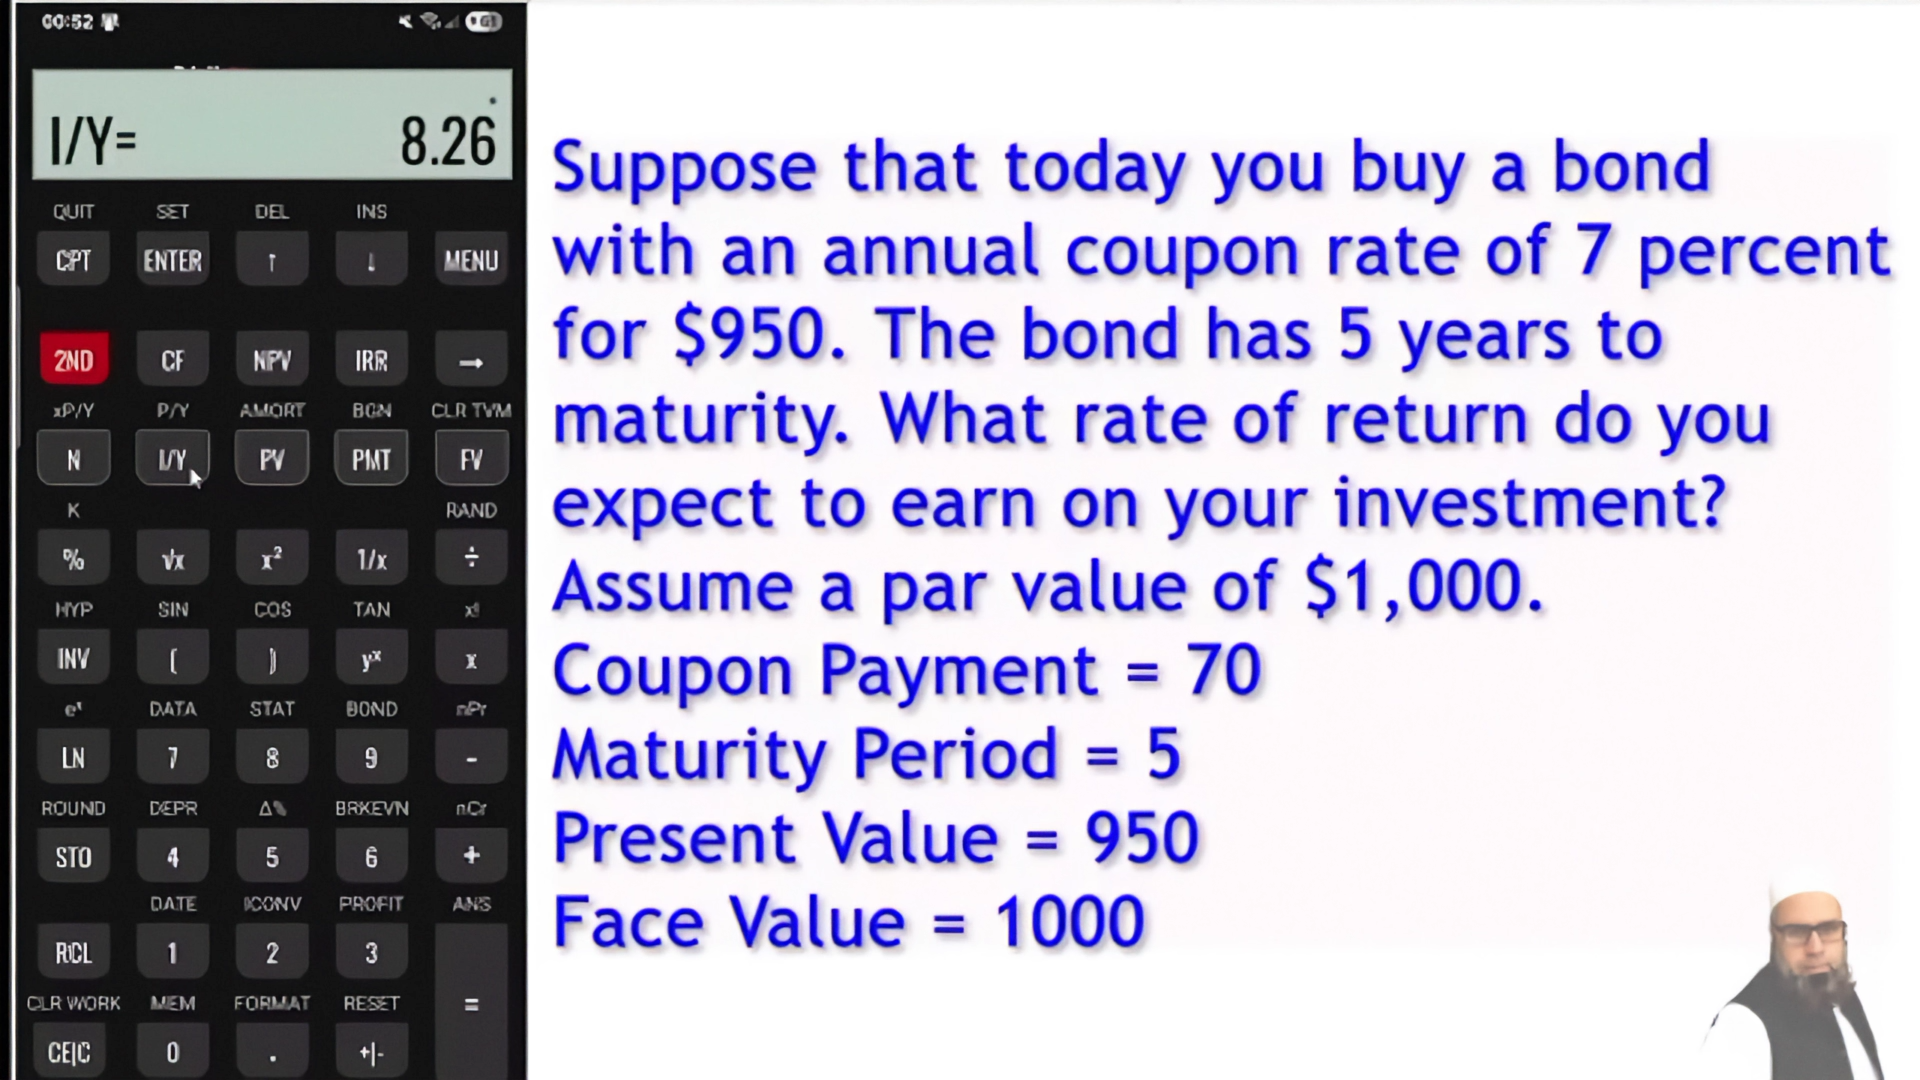 00:52
I/Y= 8.26
QUIT SET DEL INS
CPT ENTER ↑ ↓ MENU
2ND CF NPV IRR →
xP/Y P/Y AMORT BGN CLR TVM
N I/Y PV PMT FV
K RAND
% √x x² 1/x ÷
HYP SIN COS TAN x!
INV ( ) yˣ x
eˣ DATA STAT BOND nPr
LN 7 8 9 -
ROUND DEPR Δ% BRKEVN nCr
STO 4 5 6 +
DATE ICONV PROFIT ANS
RCL 1 2 3
CLR WORK MEM FORMAT RESET
=
CE|C 0 . +|-
Suppose that today you buy a bond
with an annual coupon rate of 7 percent
for $950. The bond has 5 years to
maturity. What rate of return do you
expect to earn on your investment?
Assume a par value of $1,000.
Coupon Payment = 70
Maturity Period = 5
Present Value = 950
Face Value = 1000